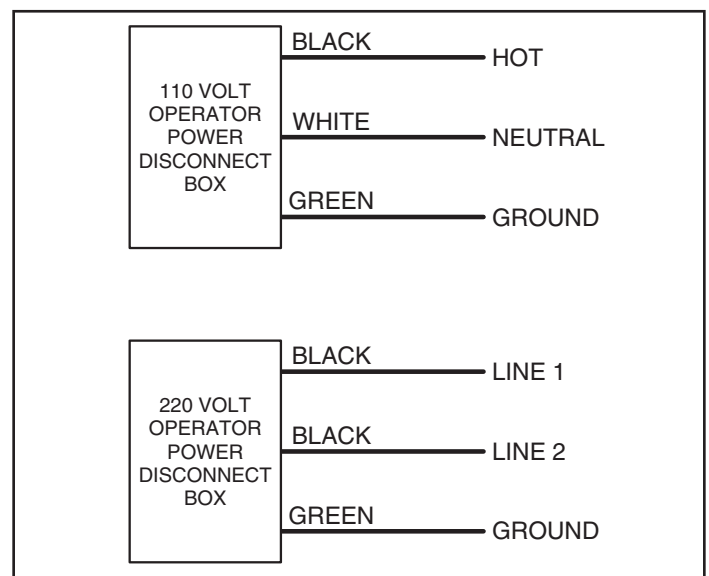 110 VOLT
OPERATOR
POWER
DISCONNECT
BOX
BLACK
HOT
WHITE
NEUTRAL
GREEN
GROUND
220 VOLT
OPERATOR
POWER
DISCONNECT
BOX
BLACK
LINE 1
BLACK
LINE 2
GREEN
GROUND